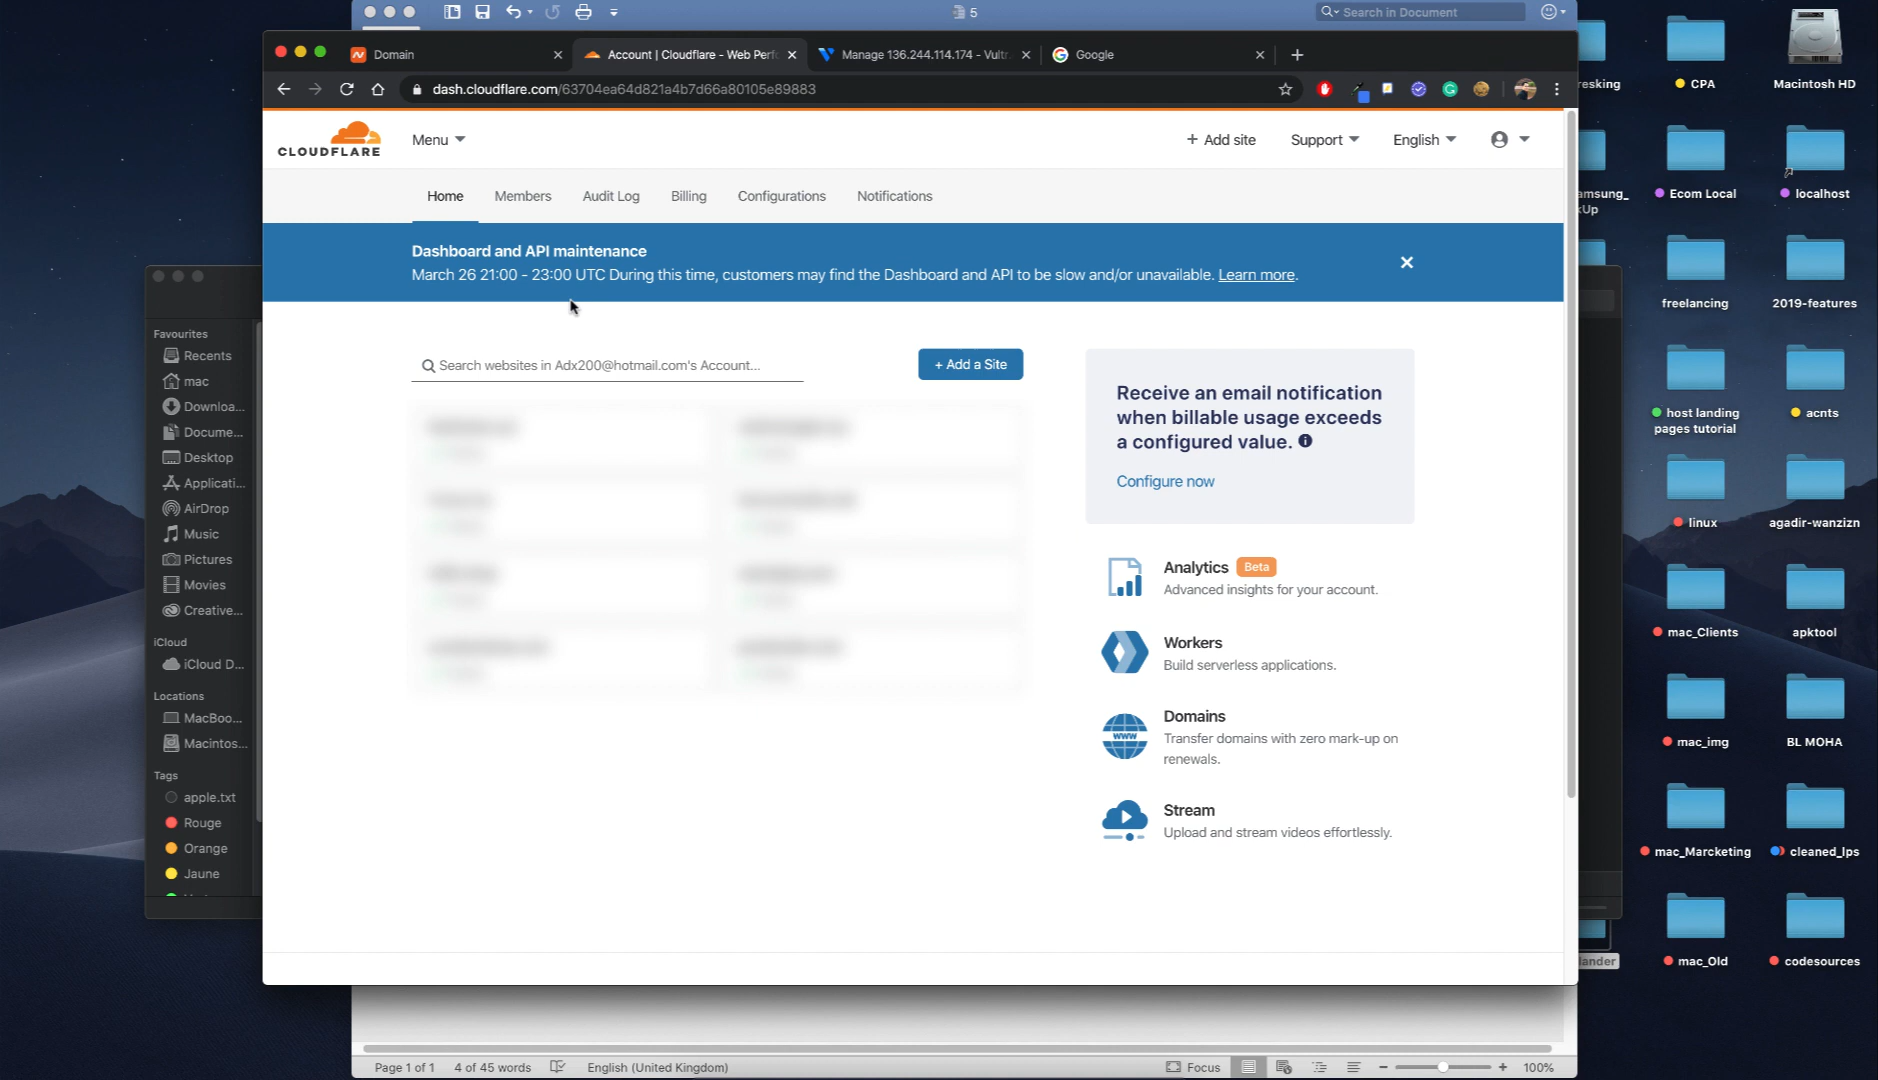 5
Search in Document
Domain
Account | Cloudflare - Web Perf
Manage 136.244.114.174 - Vultr.
Google
dash.cloudflare.com/63704ea64d821a4b7d66a80105e89883
CLOUDFLARE
Menu
+ Add site
Support
English
Home
Members
Audit Log
Billing
Configurations
Notifications
Dashboard and API maintenance
March 26 21:00 - 23:00 UTC During this time, customers may find the Dashboard and API to be slow and/or unavailable. Learn more.
Search websites in Adx200@hotmail.com's Account...
+ Add a Site
Receive an email notification
when billable usage exceeds
a configured value.
Configure now
Analytics Beta
Advanced insights for your account.
Workers
Build serverless applications.
WWW
Domains
Transfer domains with zero mark-up on
renewals.
Stream
Upload and stream videos effortlessly.
Favourites
Recents
mac
Downloa...
Docume...
Desktop
Applicati...
AirDrop
Music
Pictures
Movies
Creative...
iCloud
iCloud D...
Locations
MacBoo...
Macintos...
Tags
apple.txt
Rouge
Orange
Jaune
resking
CPA
Macintosh HD
amsung_
kUp
Ecom Local
localhost
freelancing
2019-features
host landing
pages tutorial
acnts
linux
agadir-wanzizn
mac_Clients
apktool
mac_img
BL MOHA
mac_Marcketing
cleaned_lps
lander
mac_Old
codesources
Page 1 of 1
4 of 45 words
English (United Kingdom)
Focus
100%